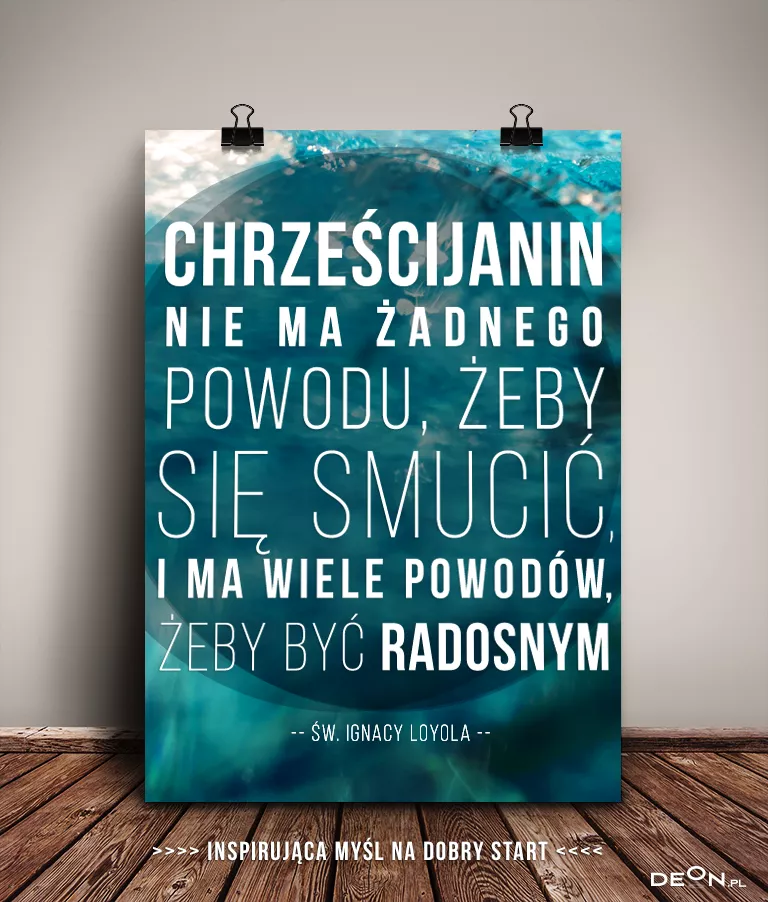 CHRZEŚCIJANIN
NIE MA ŻADNEGO
POWODU, ŻEBY
SIĘ SMUCIĆ,
I MA WIELE POWODÓW,
ŻEBY BYĆ RADOSNYM
-- ŚW. IGNACY LOYOLA --
>>>> INSPIRUJĄCA MYŚL NA DOBRY START <<<<
DEON.PL